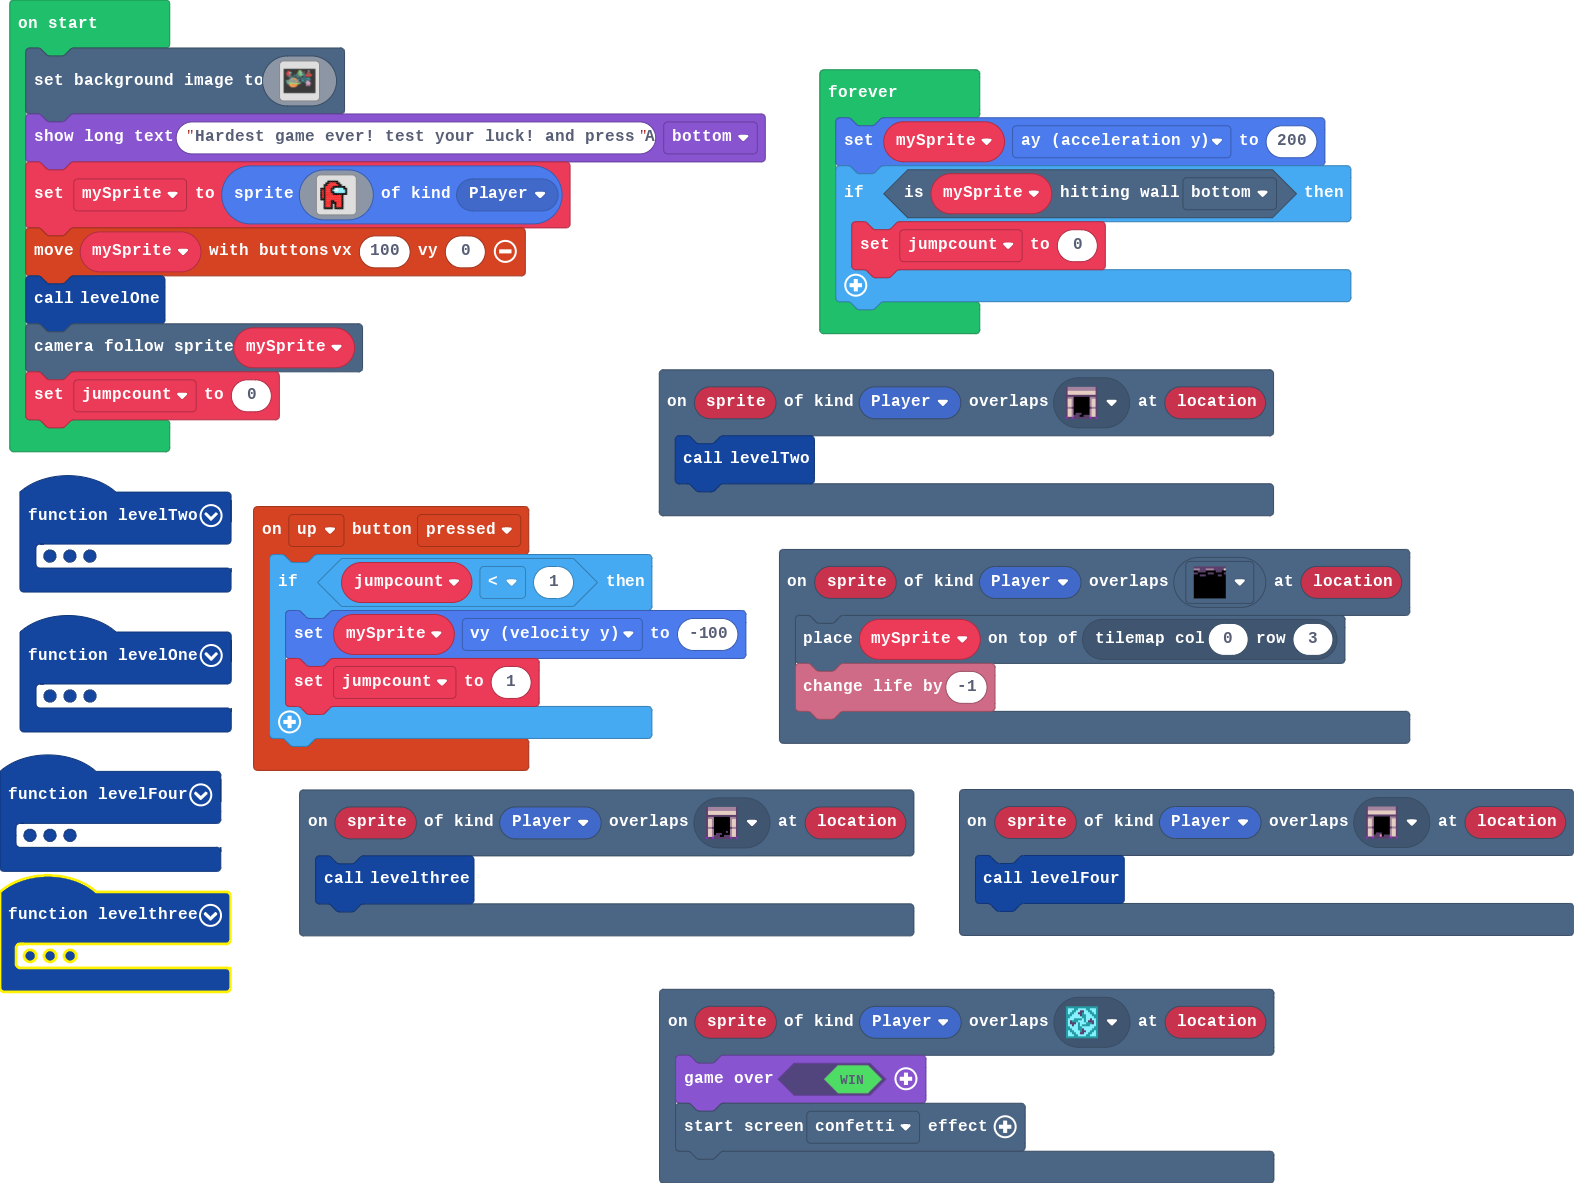 on start
set background image to
show long text "Hardest game ever! test your luck! and press "A bottom
set mySprite to sprite of kind Player
move mySprite with buttons vx 100 vy 0
call levelOne
camera follow sprite mySprite
set jumpcount to 0
forever
set mySprite ay (acceleration y) to 200
if is mySprite hitting wall bottom then
set jumpcount to 0
on sprite of kind Player overlaps at location
call levelTwo
function levelTwo
function levelOne
function levelFour
function levelthree
on up button pressed
if jumpcount < 1 then
set mySprite vy (velocity y) to -100
set jumpcount to 1
on sprite of kind Player overlaps at location
place mySprite on top of tilemap col 0 row 3
change life by -1
on sprite of kind Player overlaps at location
call levelthree
on sprite of kind Player overlaps at location
call levelFour
on sprite of kind Player overlaps at location
game over WIN
start screen confetti effect